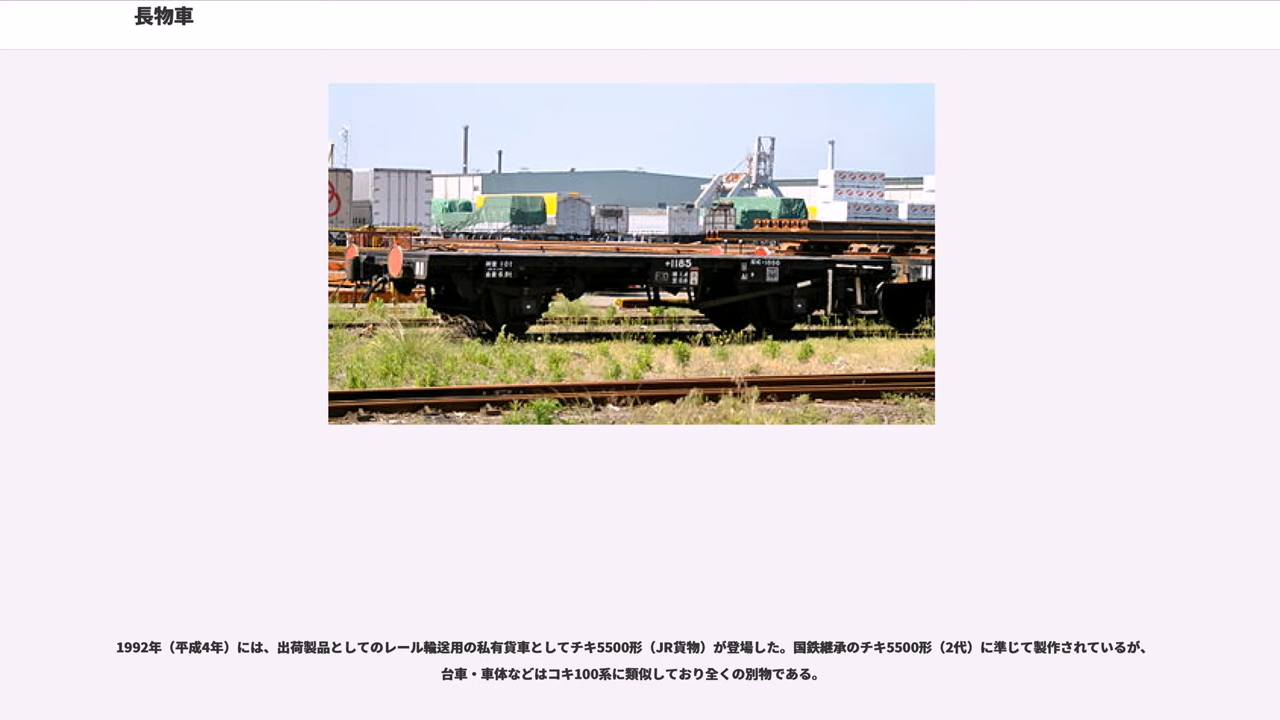 長物車
+1185
1992年（平成4年）には、出荷製品としてのレール輸送用の私有貨車としてチキ5500形（JR貨物）が登場した。国鉄継承のチキ5500形（2代）に準じて製作されているが、
台車・車体などはコキ100系に類似しており全くの別物である。